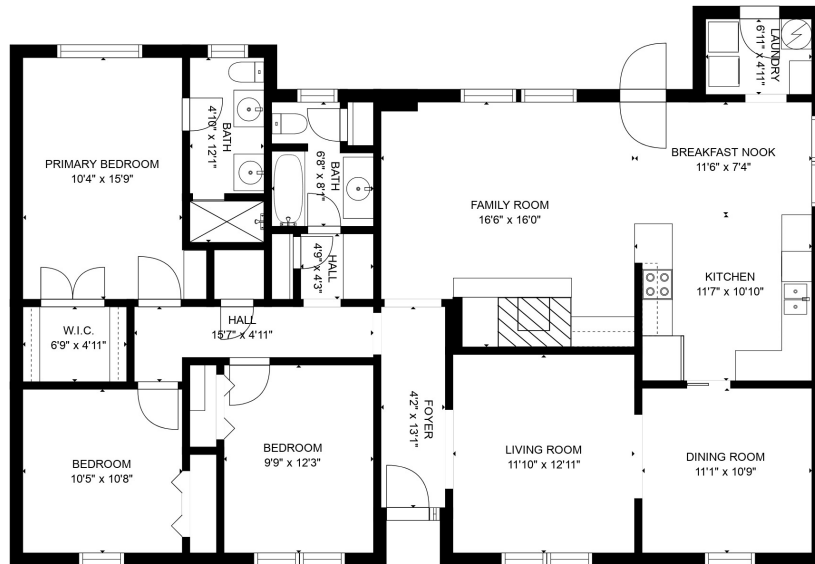 LAUNDRY
6'11" x 4'11"
PRIMARY BEDROOM
10'4" x 15'9"
BATH
4'10" x 12'1"
BATH
6'8" x 8'1"
BREAKFAST NOOK
11'6" x 7'4"
FAMILY ROOM
16'6" x 16'0"
HALL
4'9" x 4'3"
KITCHEN
11'7" x 10'10"
W.I.C.
6'9" x 4'11"
HALL
15'7" x 4'11"
FOYER
4'2" x 13'1"
BEDROOM
10'5" x 10'8"
BEDROOM
9'9" x 12'3"
LIVING ROOM
11'10" x 12'11"
DINING ROOM
11'1" x 10'9"